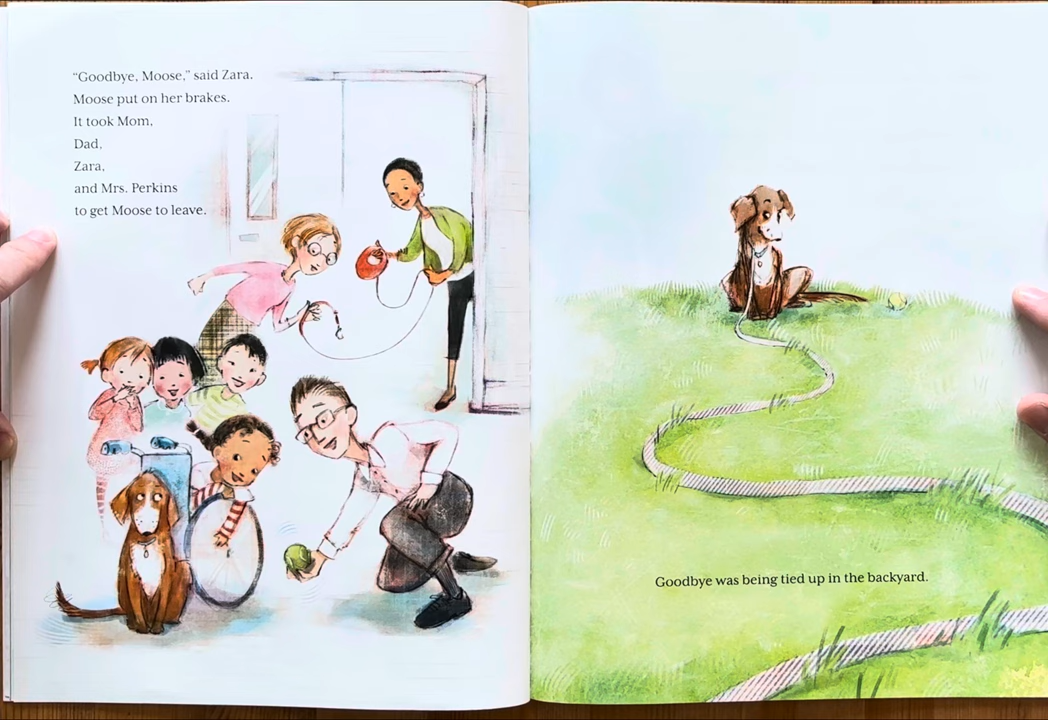 “Goodbye, Moose,” said Zara.
Moose put on her brakes.
It took Mom,
Dad,
Zara,
and Mrs. Perkins
to get Moose to leave.
Goodbye was being tied up in the backyard.